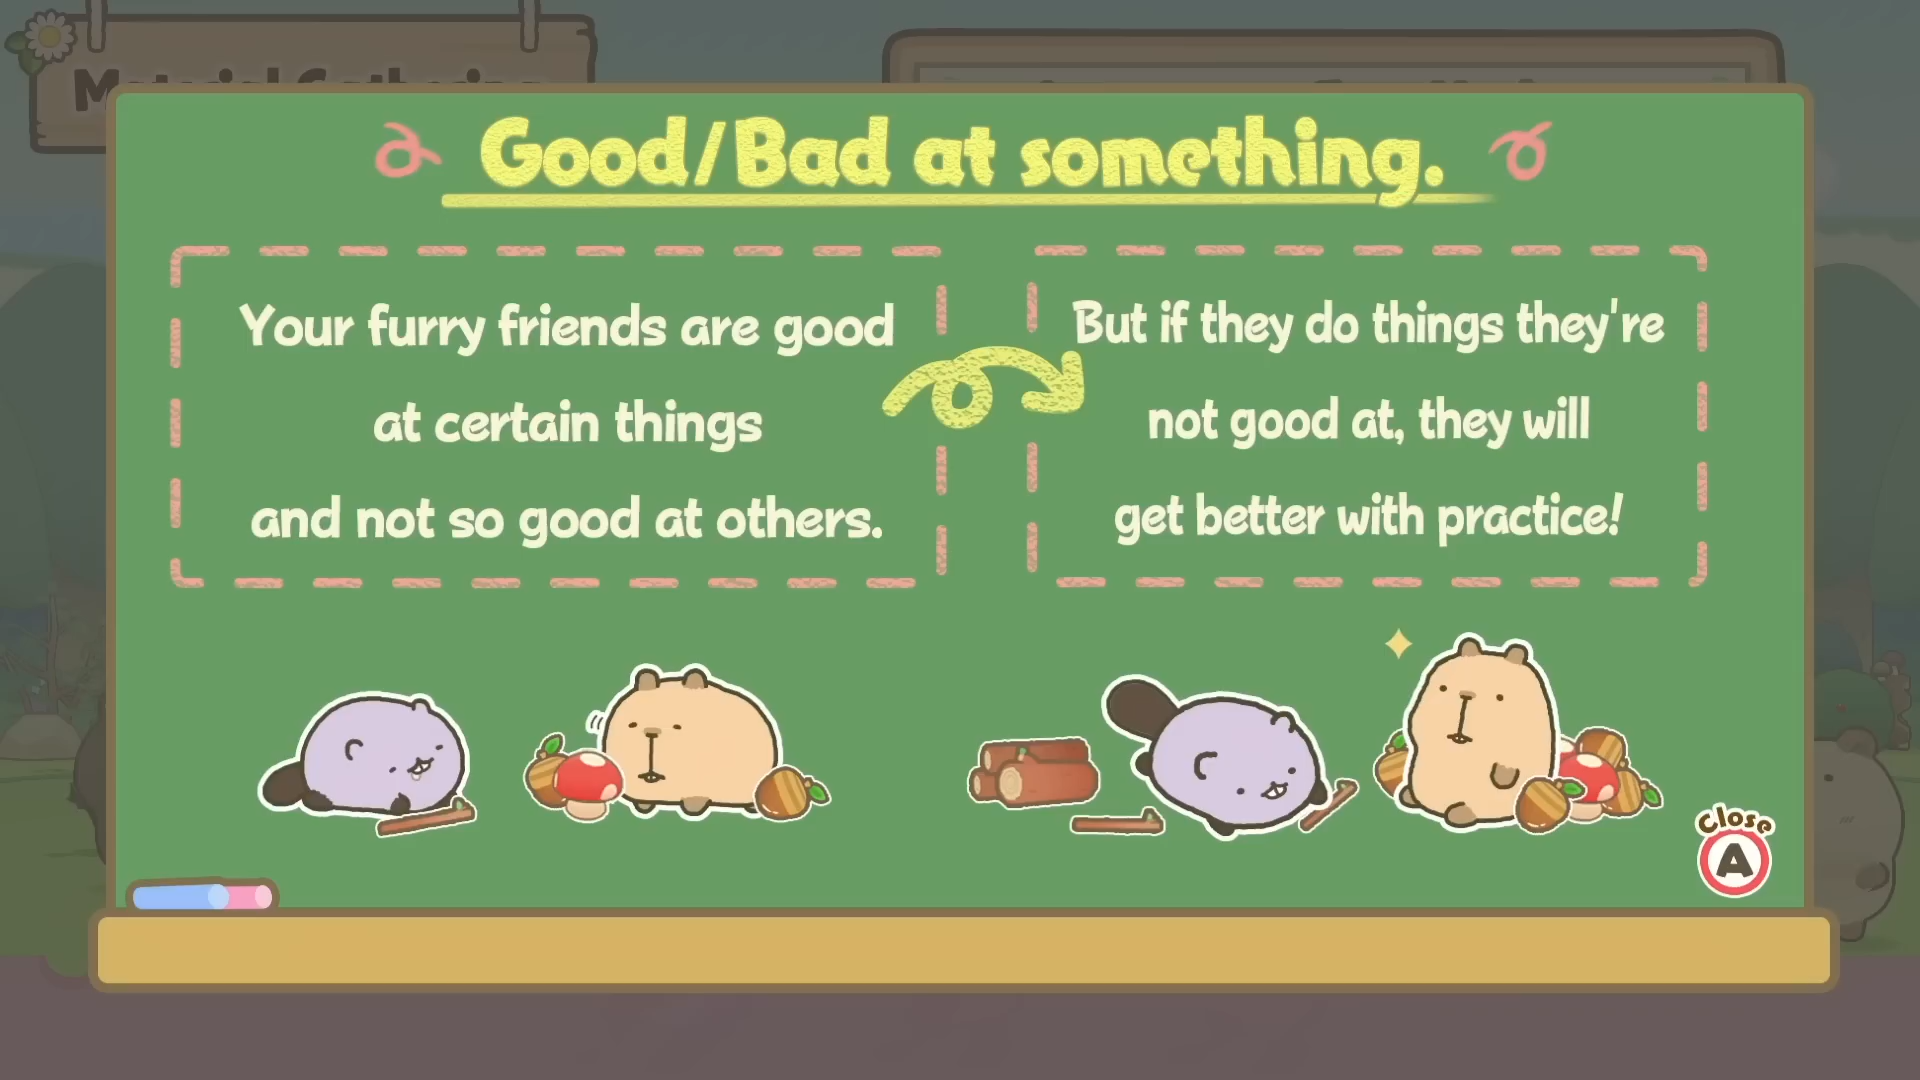 Good/Bad at something.
Your furry friends are good
at certain things
and not so good at others.
But if they do things they're
not good at, they will
get better with practice!
Close
A